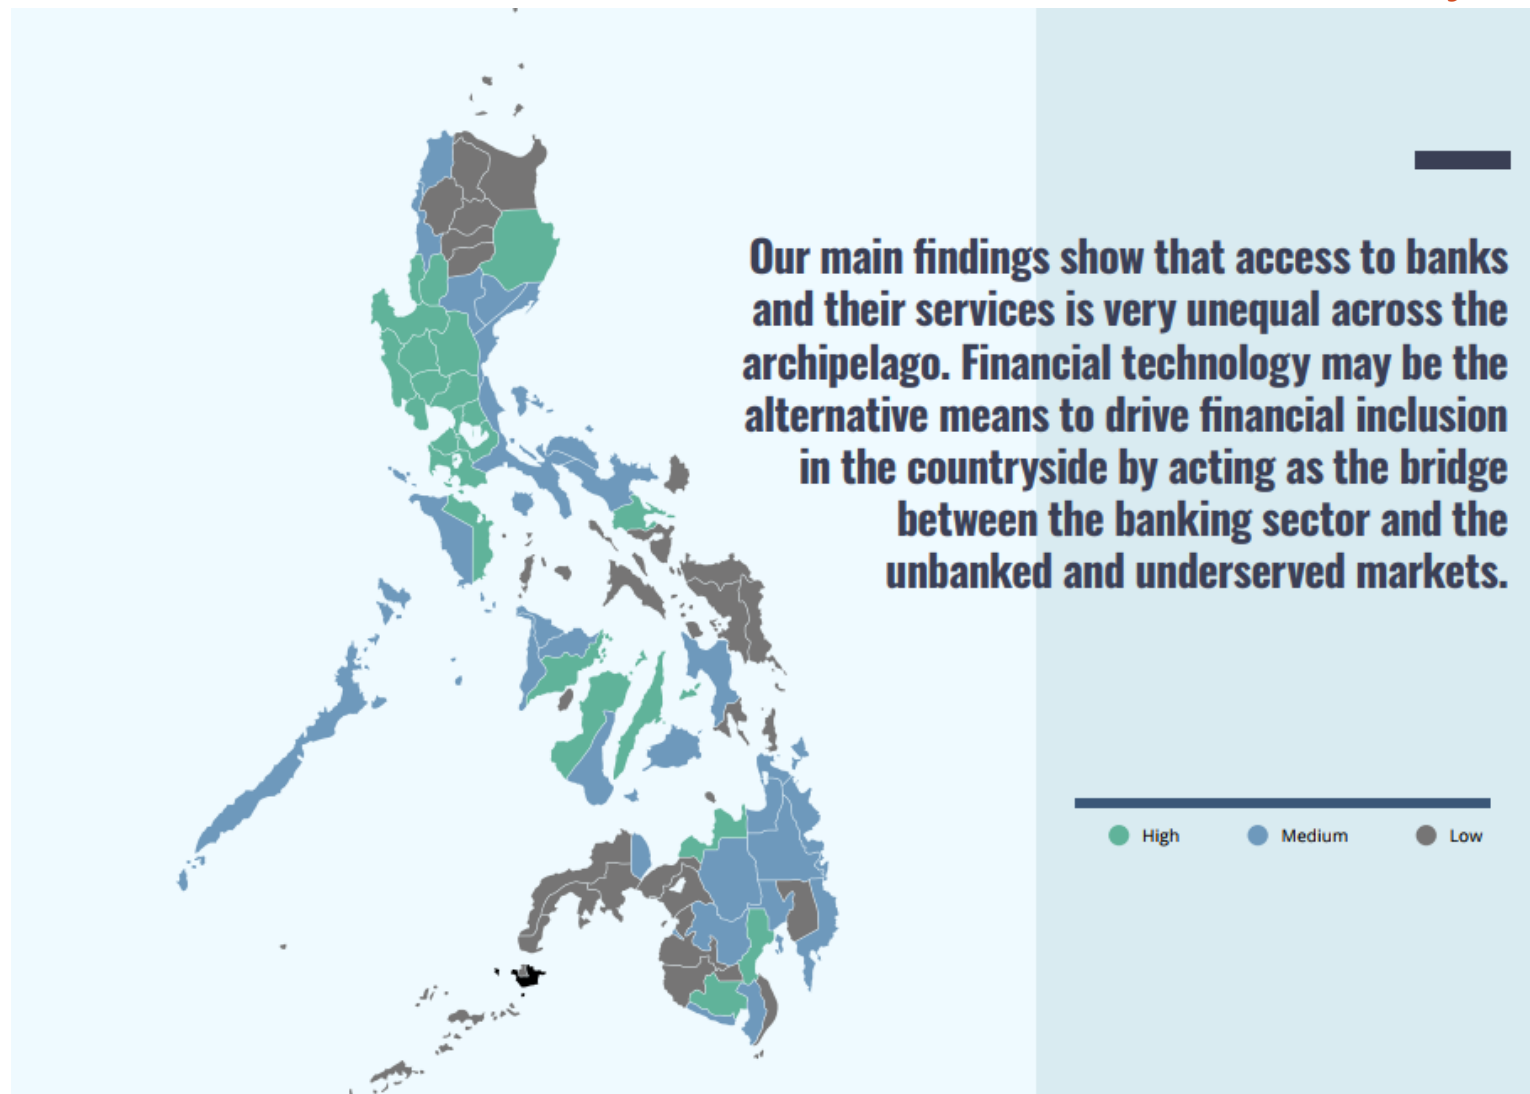 Our main findings show that access to banks
and their services is very unequal across the
archipelago. Financial technology may be the
alternative means to drive financial inclusion
in the countryside by acting as the bridge
between the banking sector and the
unbanked and underserved markets.
High
Medium
Low